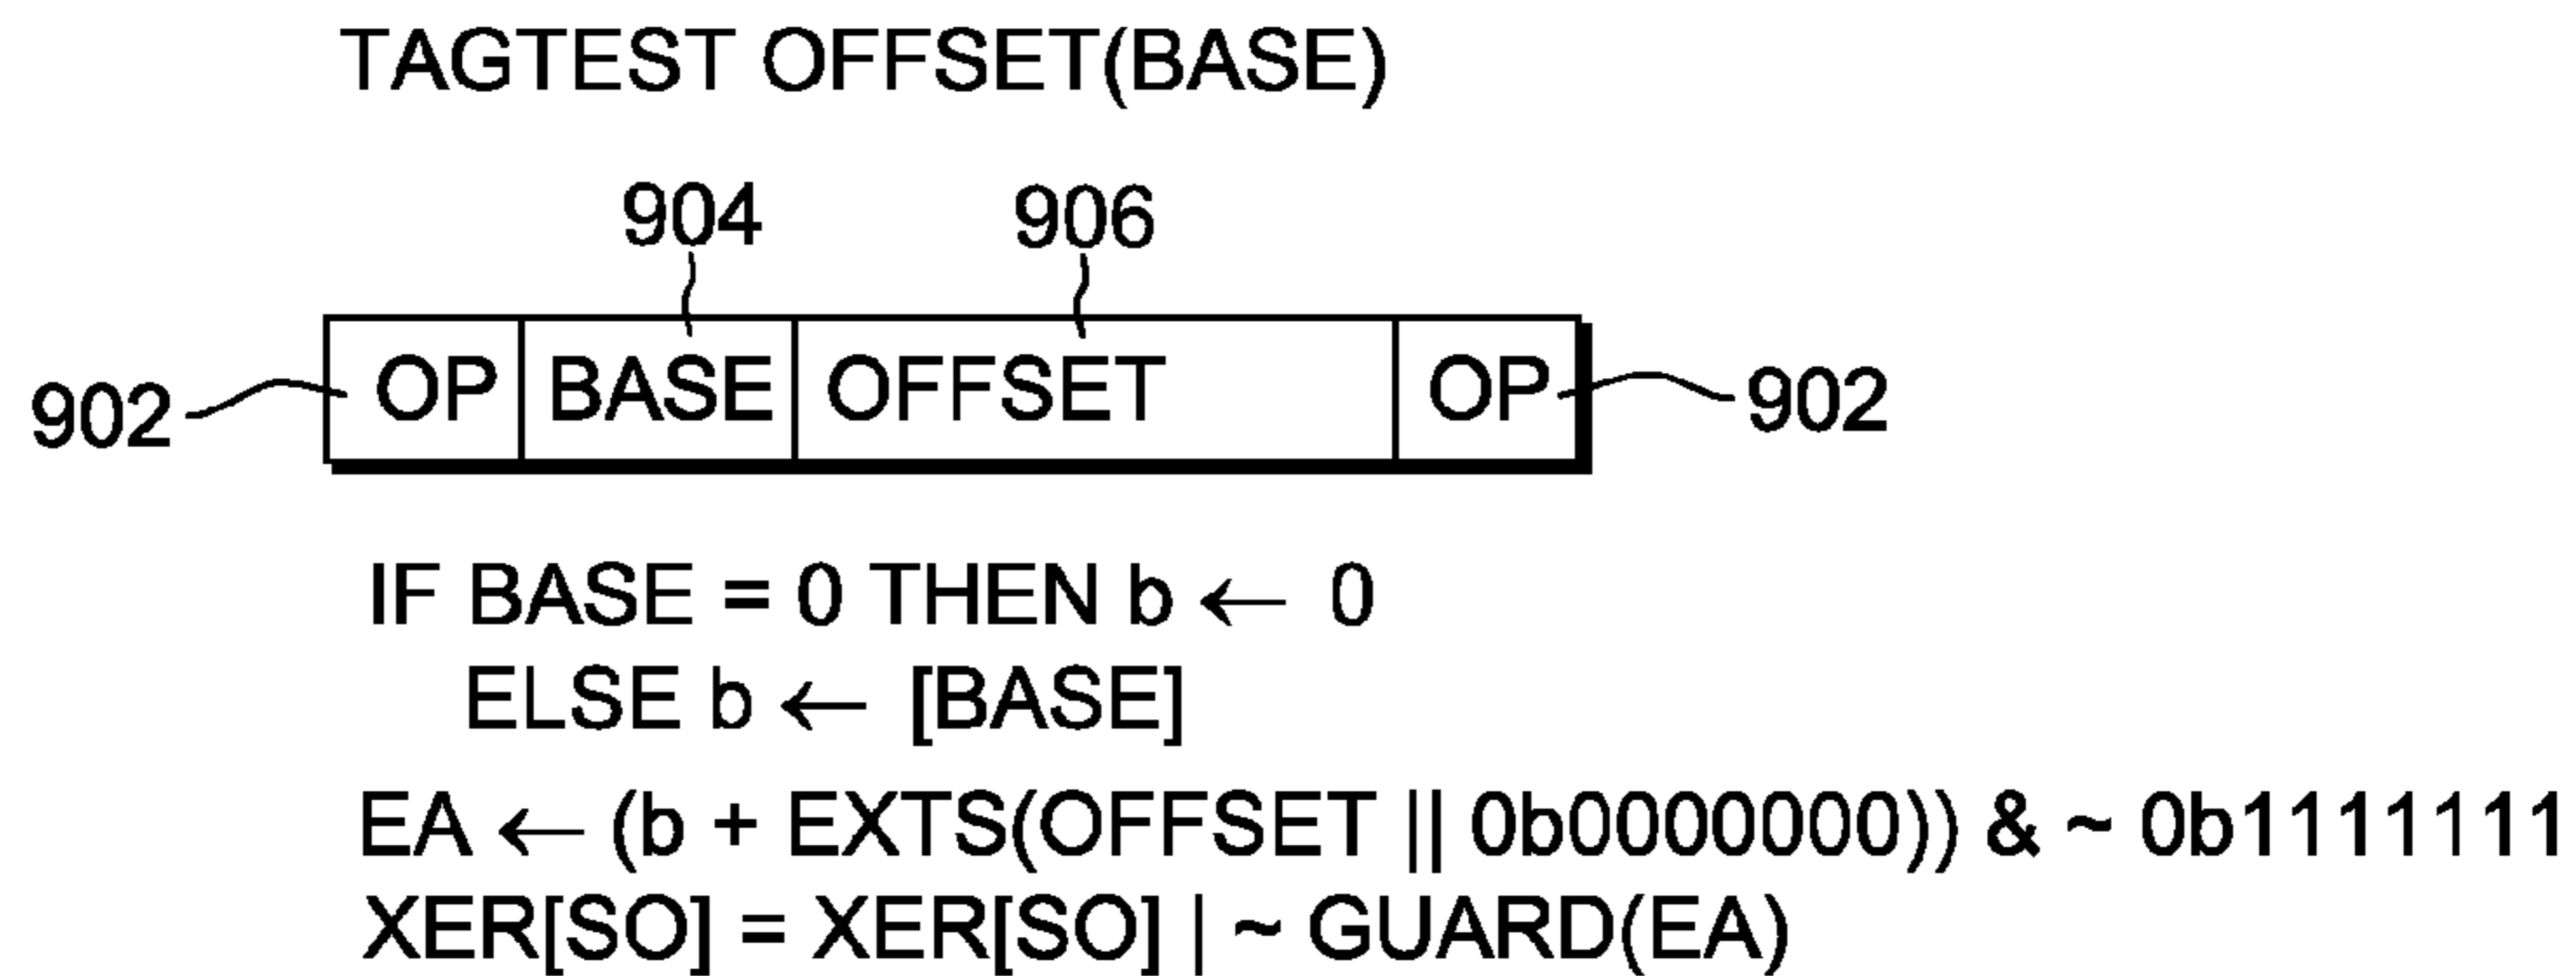 TAGTEST OFFSET(BASE)
904 906
902 OP BASE OFFSET OP 902
IF BASE = 0 THEN b ← 0
ELSE b ← [BASE]
EA ← (b + EXTS(OFFSET || 0b0000000)) & ~ 0b1111111
XER[SO] = XER[SO] | ~ GUARD(EA)